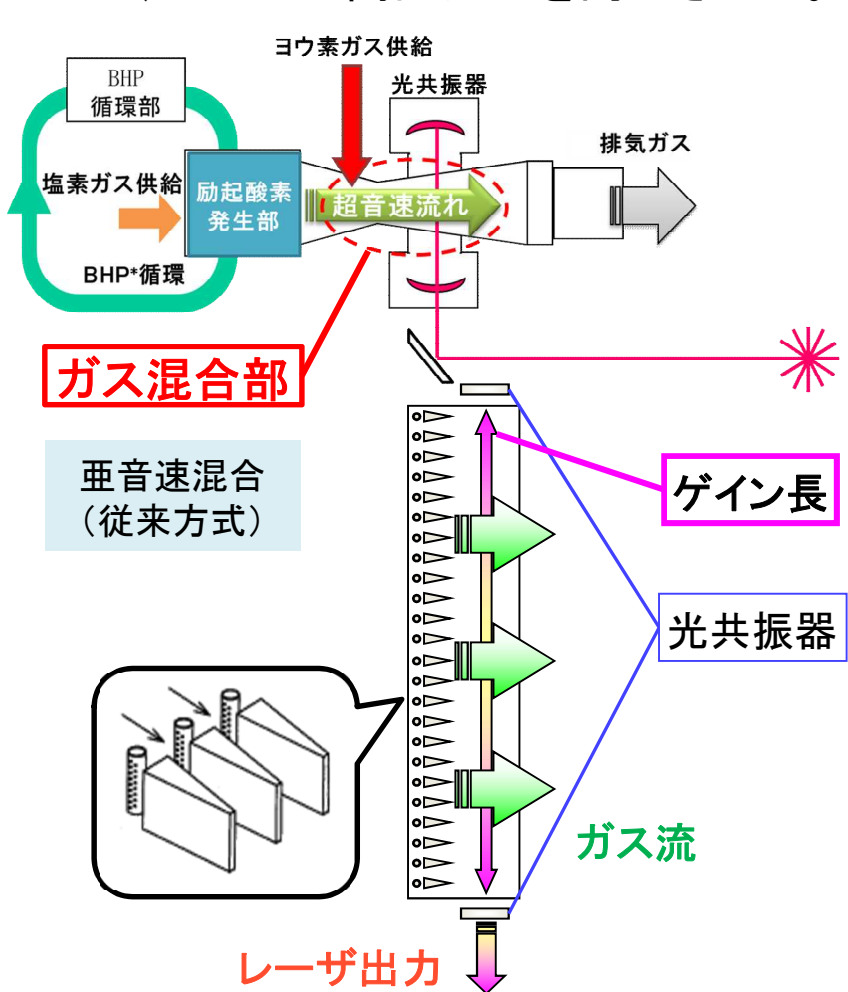 ヨウ素ガス供給
BHP
循環部
光共振器
排気ガス
塩素ガス供給
励起酸素
発生部
超音速流れ
BHP*循環
ガス混合部
亜音速混合
(従来方式)
ゲイン長
光共振器
ガス流
レーザ出力